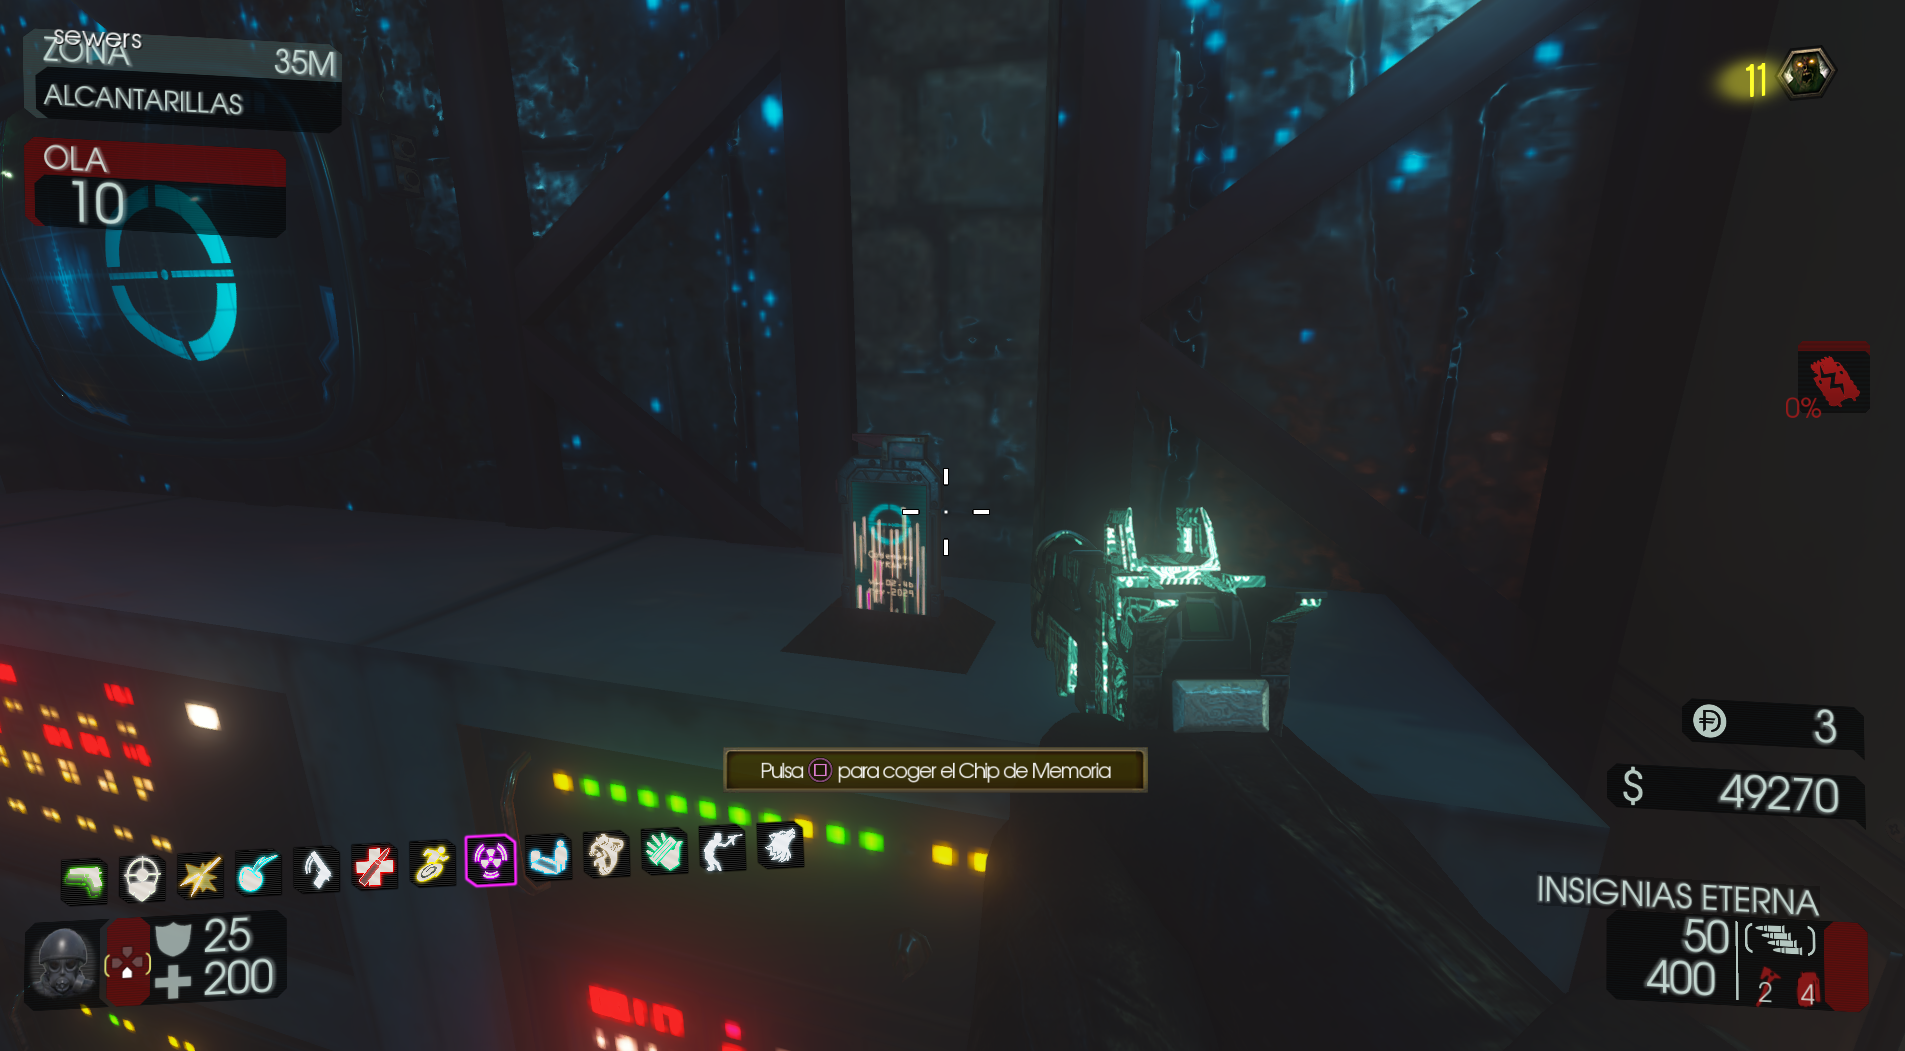 sewers
ZONA 35M
ALCANTARILLAS
OLA
10
11
0%
Pulsa para coger el Chip de Memoria
3
$ 49270
25
200
INSIGNIAS ETERNA
50
400
2 4